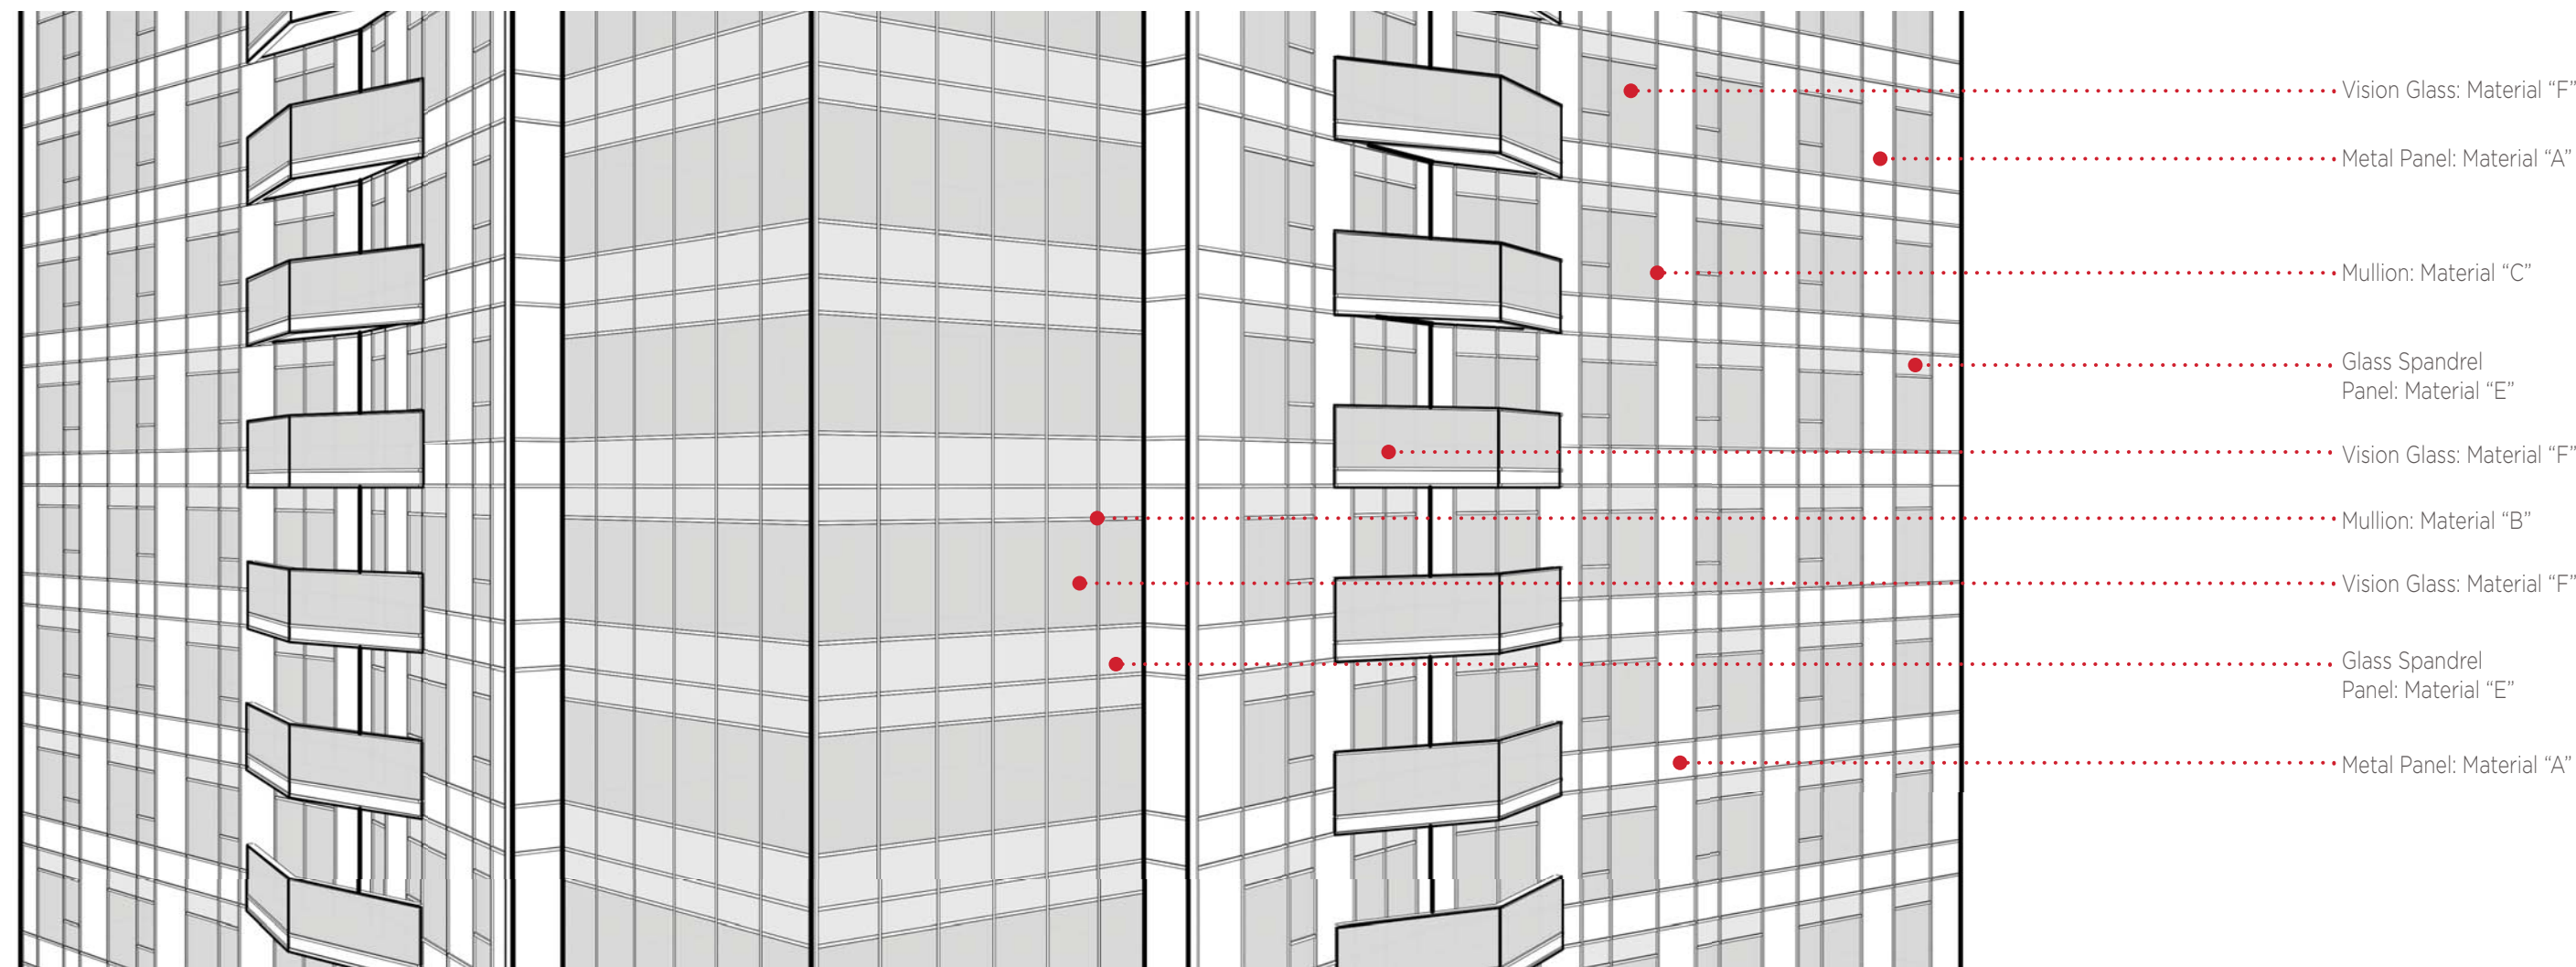 Vision Glass: Material “F”
Metal Panel: Material “A”
Mullion: Material “C”
Glass Spandrel
Panel: Material “E”
Vision Glass: Material “F”
Mullion: Material “B”
Vision Glass: Material “F”
Glass Spandrel
Panel: Material “E”
Metal Panel: Material “A”